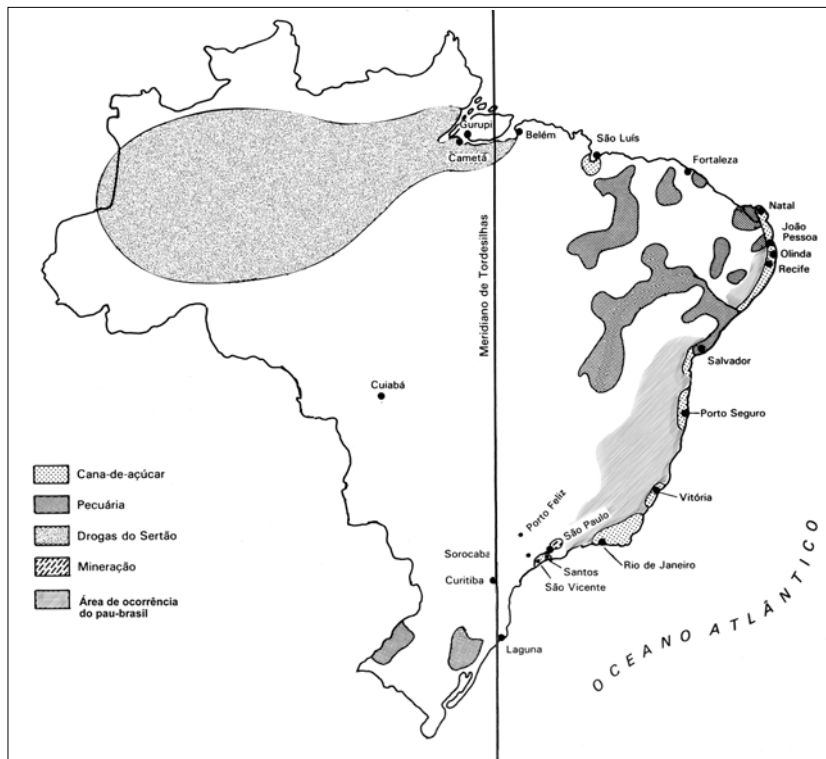 Gurupi
Belém
Cametá
São Luís
Fortaleza
Natal
João
Pessoa
Olinda
Recife
Meridiano de Tordesilhas
Salvador
Cuiabá
Porto Seguro
Cana-de-açúcar
Pecuária
Drogas do Sertão
Mineração
Área de ocorrência
do pau-brasil
Vitória
Porto Feliz
São Paulo
Sorocaba
Rio de Janeiro
Santos
São Vicente
Curitiba
Laguna
OCEANO ATLÂNTICO